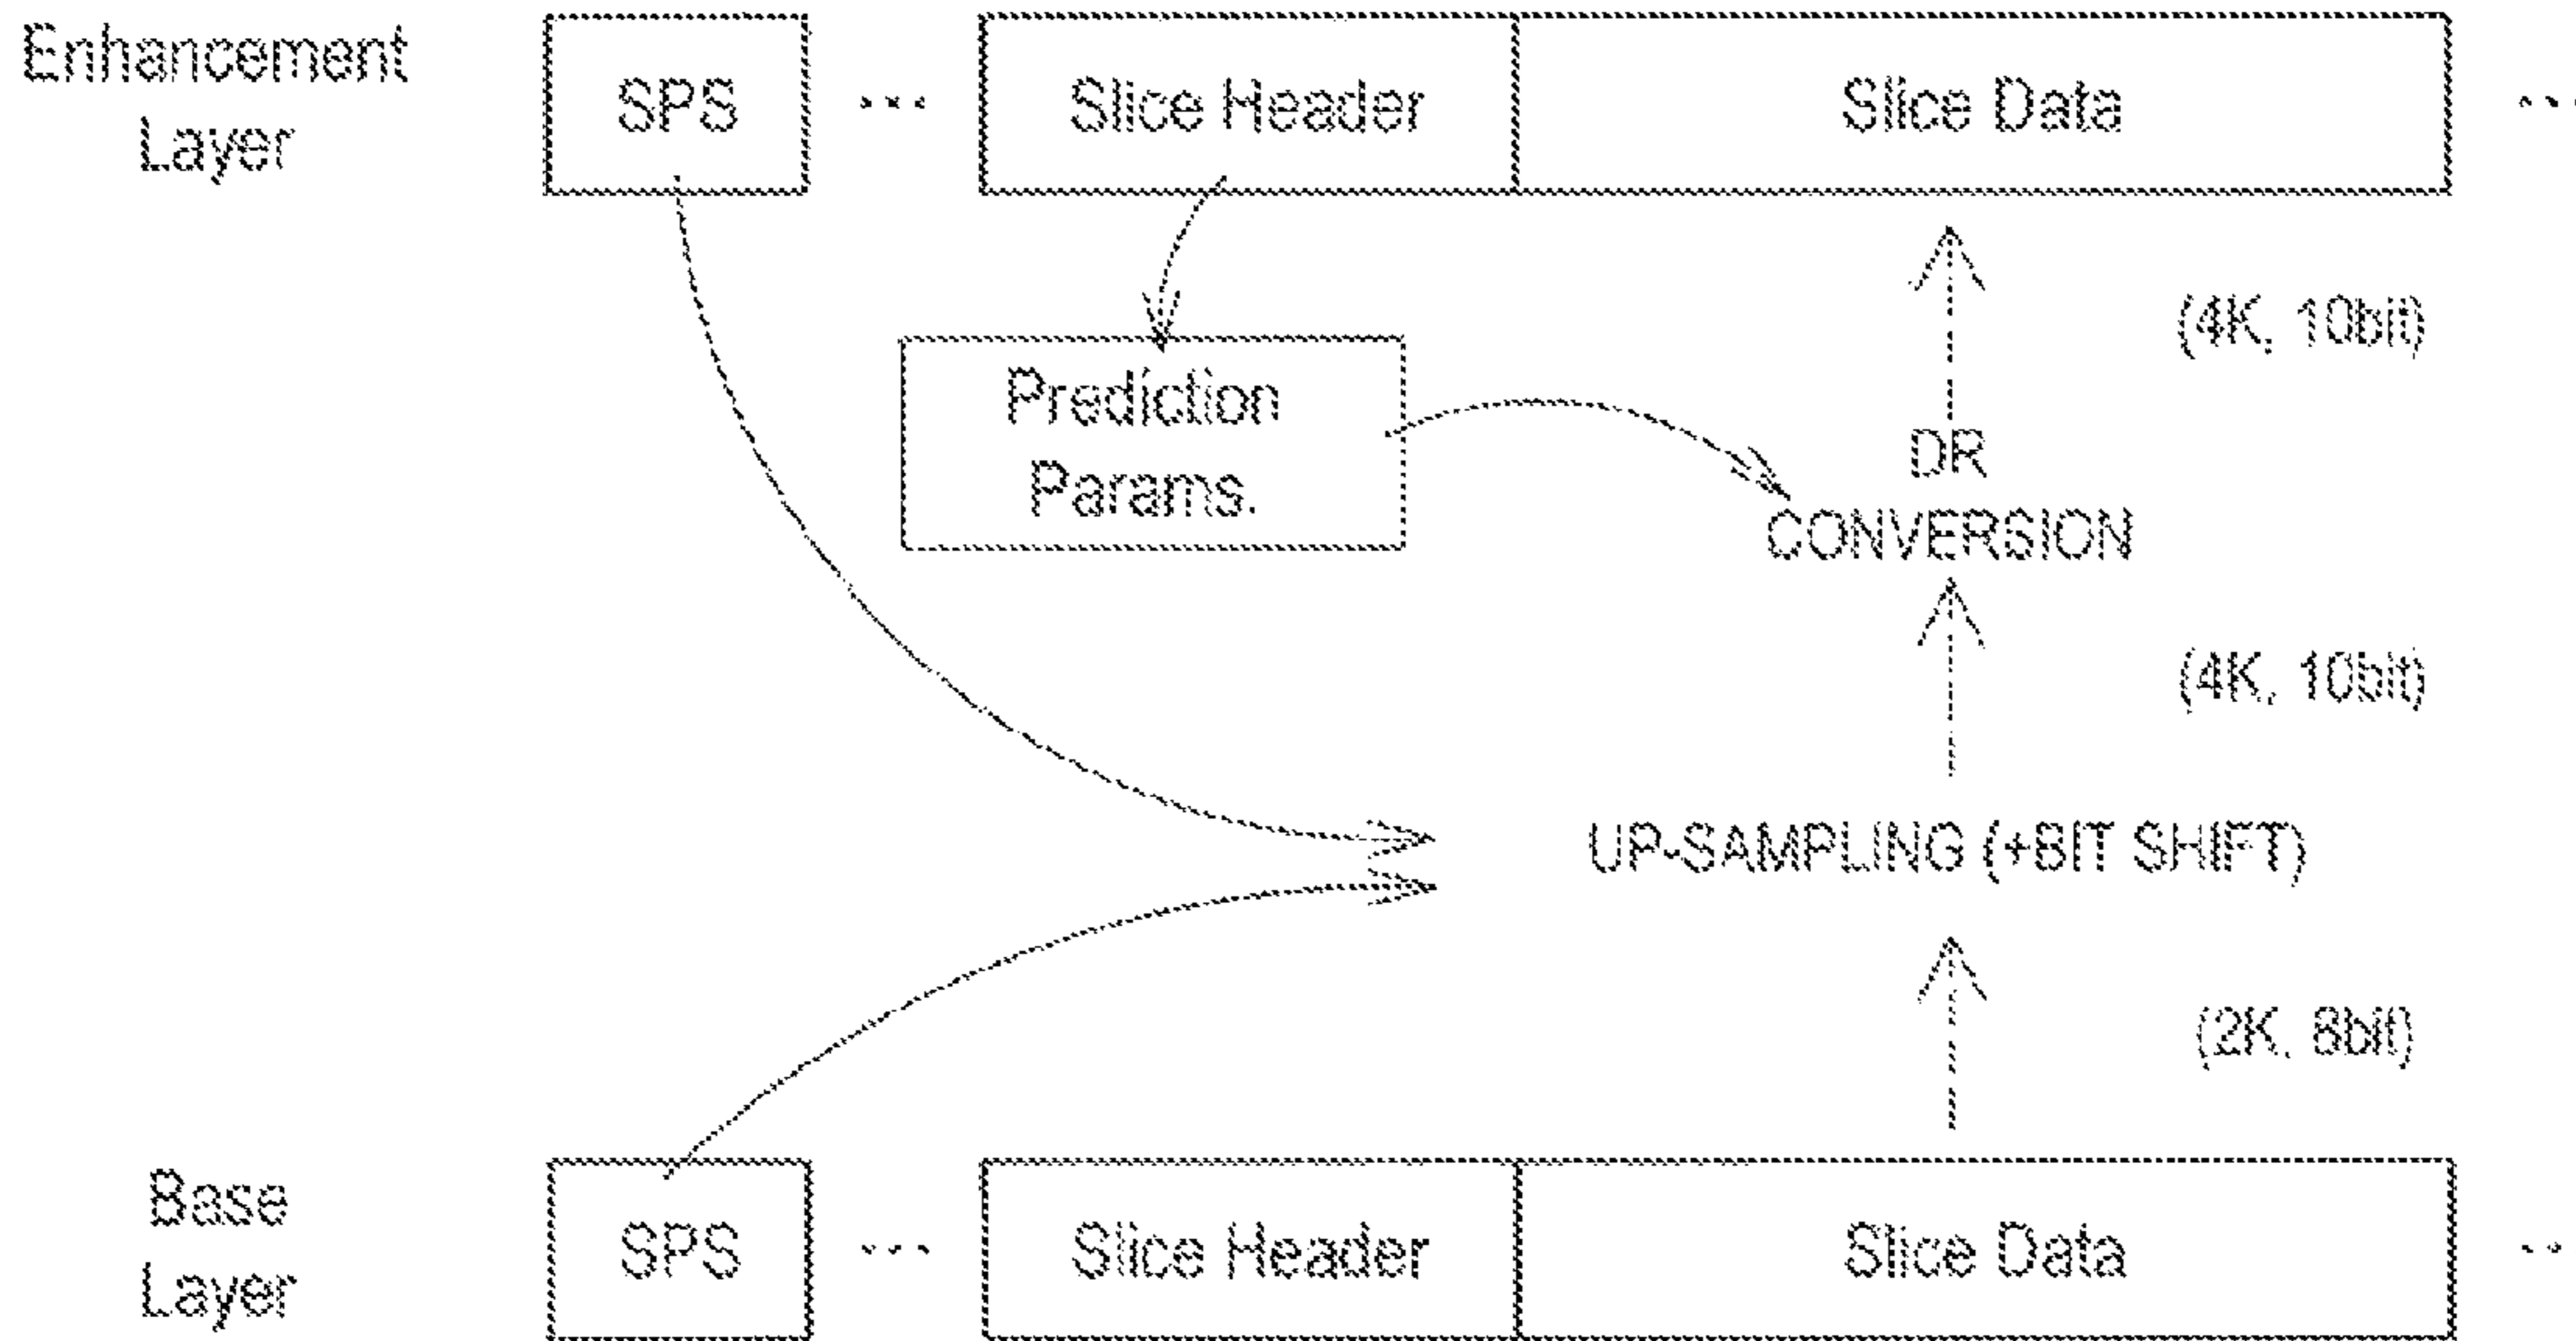 Enhancement
Layer
SPS ... Slice Header Slice Data ...
(4K, 10bit)
Prediction
Params.
DR
CONVERSION
(4K, 10bit)
UP-SAMPLING (+BIT SHIFT)
(2K, 8bit)
Base
Layer
SPS ... Slice Header Slice Data ..